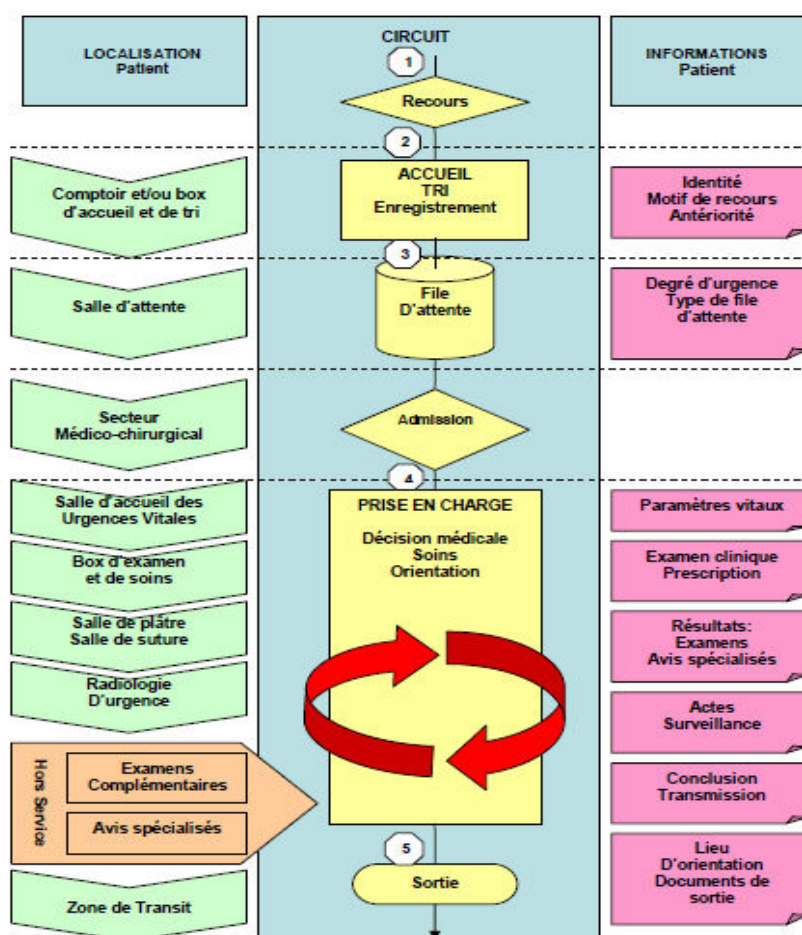 LOCALISATION
Patient
CIRCUIT
1
INFORMATIONS
Patient
Recours
2
Comptoir et/ou box
d'accueil et de tri
ACCUEIL
TRI
Enregistrement
Identité
Motif de recours
Antériorité
3
Salle d'attente
File
D'attente
Degré d'urgence
Type de file
d'attente
Secteur
Médico-chirurgical
Admission
4
Salle d'accueil des
Urgences Vitales
PRISE EN CHARGE
Décision médicale
Soins
Orientation
Paramètres vitaux
Box d'examen
et de soins
Examen clinique
Prescription
Salle de plâtre
Salle de suture
Résultats:
Examens
Avis spécialisés
Radiologie
D'urgence
Actes
Surveillance
Hors Service
Examens
Complémentaires
Avis spécialisés
Conclusion
Transmission
5
Sortie
Lieu
D'orientation
Documents de
sortie
Zone de Transit